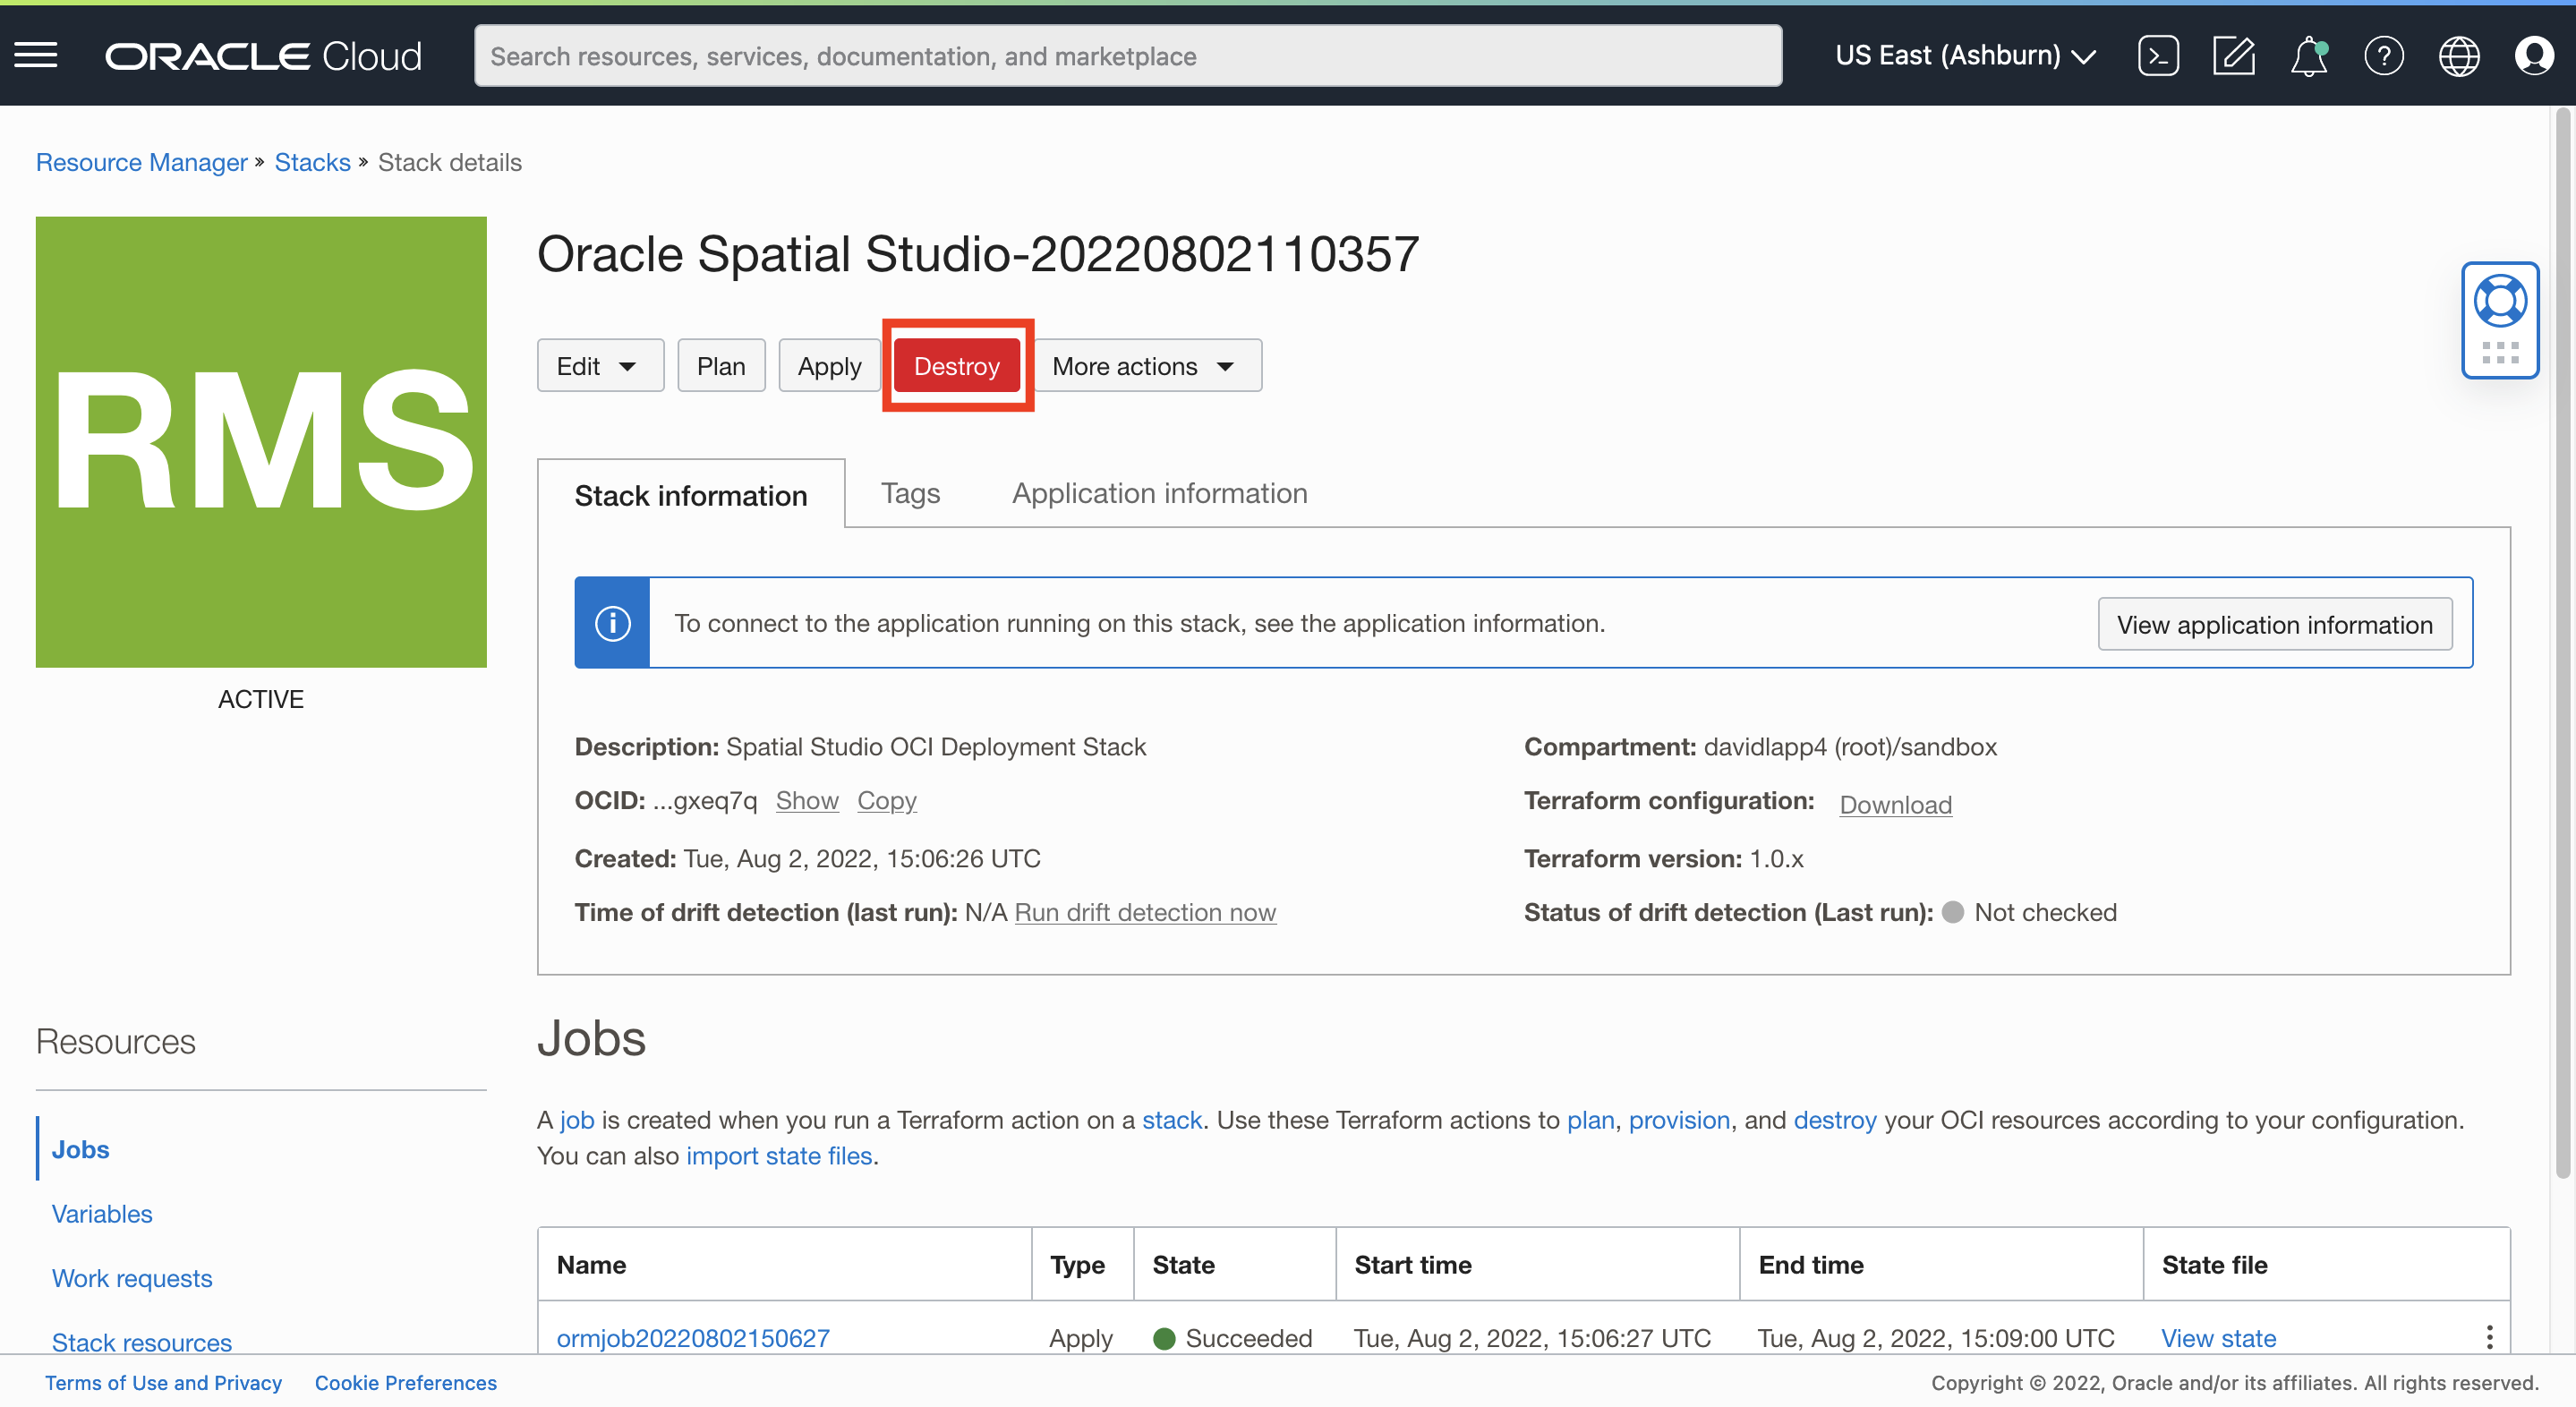 ORACLE Cloud
Search resources, services, documentation, and marketplace
US East (Ashburn)
Resource Manager » Stacks » Stack details
RMS
ACTIVE
Oracle Spatial Studio-20220802110357
Edit Plan Apply Destroy More actions
Stack information Tags Application information
To connect to the application running on this stack, see the application information. View application information
Description: Spatial Studio OCI Deployment Stack
Compartment: davidlapp4 (root)/sandbox
OCID: ...gxeq7q Show Copy
Terraform configuration: Download
Created: Tue, Aug 2, 2022, 15:06:26 UTC
Terraform version: 1.0.x
Time of drift detection (last run): N/A Run drift detection now
Status of drift detection (Last run): Not checked
Resources
Jobs
Variables
Work requests
Stack resources
Jobs
A job is created when you run a Terraform action on a stack. Use these Terraform actions to plan, provision, and destroy your OCI resources according to your configuration.
You can also import state files.
Name Type State Start time End time State file
ormjob20220802150627 Apply Succeeded Tue, Aug 2, 2022, 15:06:27 UTC Tue, Aug 2, 2022, 15:09:00 UTC View state
Terms of Use and Privacy Cookie Preferences
Copyright © 2022, Oracle and/or its affiliates. All rights reserved.